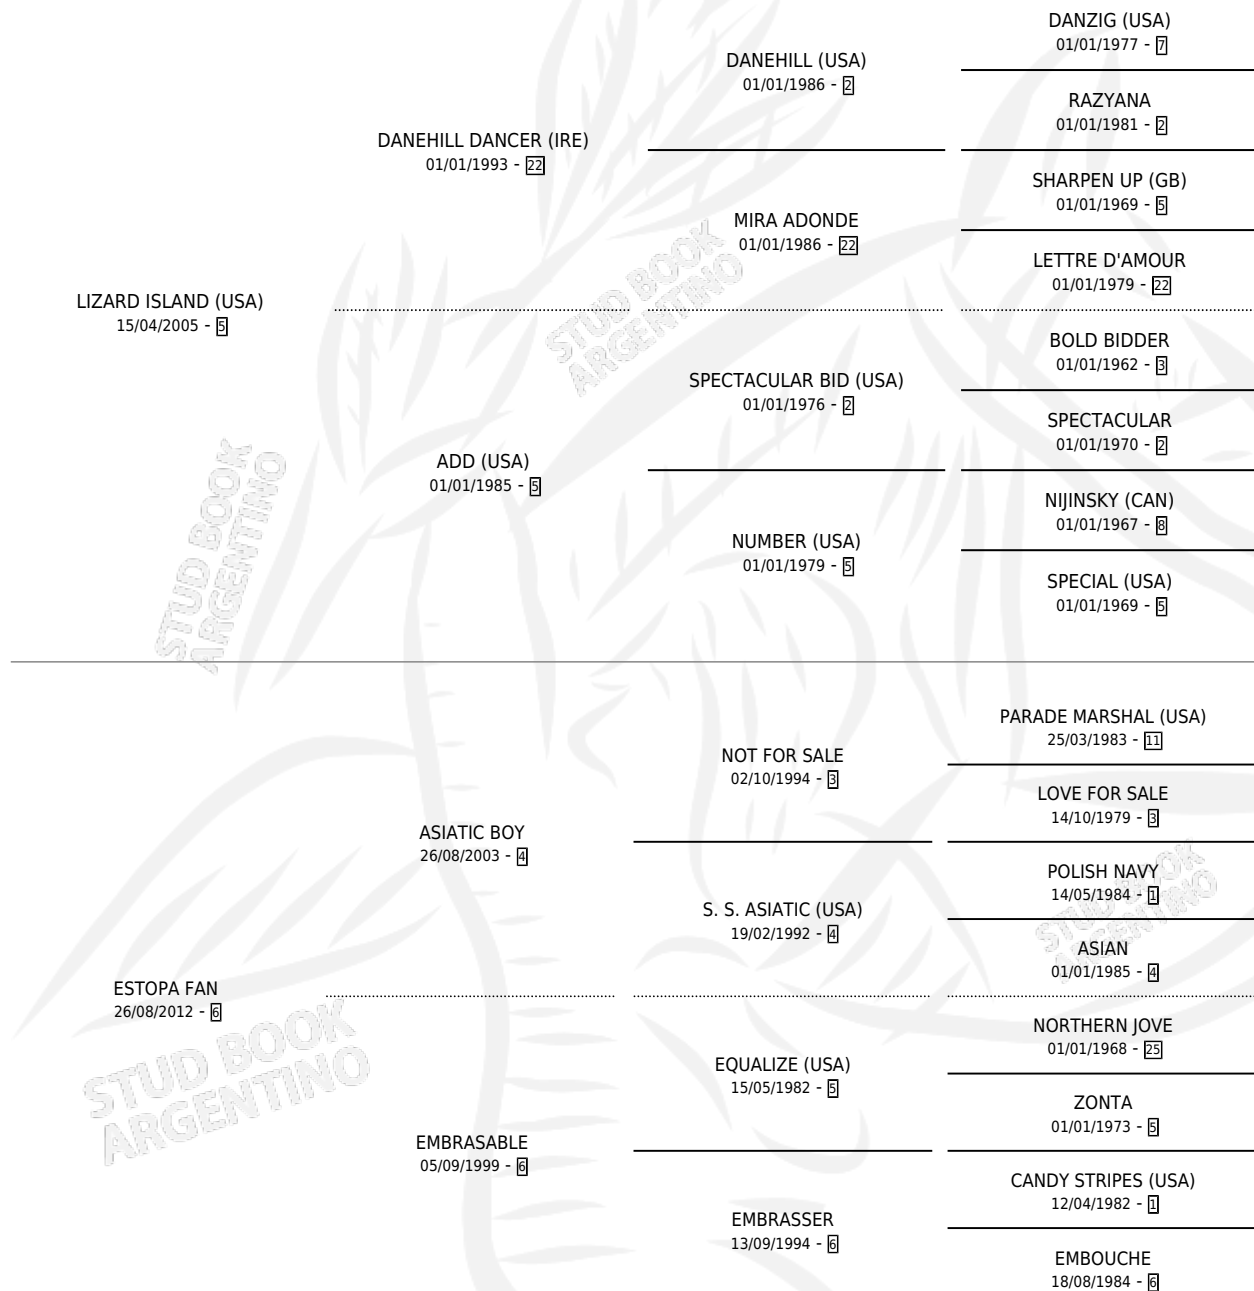 DANZIG (USA)
01/01/1977 - 7
DANEHILL (USA)
01/01/1986 - 2
RAZYANA
01/01/1981 - 2
DANEHILL DANCER (IRE)
01/01/1993 - 22
SHARPEN UP (GB)
01/01/1969 - 5
MIRA ADONDE
01/01/1986 - 22
LETTRE D'AMOUR
01/01/1979 - 22
LIZARD ISLAND (USA)
15/04/2005 - 5
BOLD BIDDER
01/01/1962 - 3
SPECTACULAR BID (USA)
01/01/1976 - 2
SPECTACULAR
01/01/1970 - 2
ADD (USA)
01/01/1985 - 5
NIJINSKY (CAN)
01/01/1967 - 8
NUMBER (USA)
01/01/1979 - 5
SPECIAL (USA)
01/01/1969 - 5
PARADE MARSHAL (USA)
25/03/1983 - 11
NOT FOR SALE
02/10/1994 - 3
LOVE FOR SALE
14/10/1979 - 3
ASIATIC BOY
26/08/2003 - 4
POLISH NAVY
14/05/1984 - 1
S. S. ASIATIC (USA)
19/02/1992 - 4
ASIAN
01/01/1985 - 4
ESTOPA FAN
26/08/2012 - 6
NORTHERN JOVE
01/01/1968 - 25
EQUALIZE (USA)
15/05/1982 - 5
ZONTA
01/01/1973 - 5
EMBRASABLE
05/09/1999 - 6
CANDY STRIPES (USA)
12/04/1982 - 1
EMBRASSER
13/09/1994 - 6
EMBOUCHE
18/08/1984 - 6
STUD BOOK
ARGENTINO
STUD BOOK
ARGENTINO
STUD BOOK
ARGENTINO
STUD BOOK
ARGENTINO